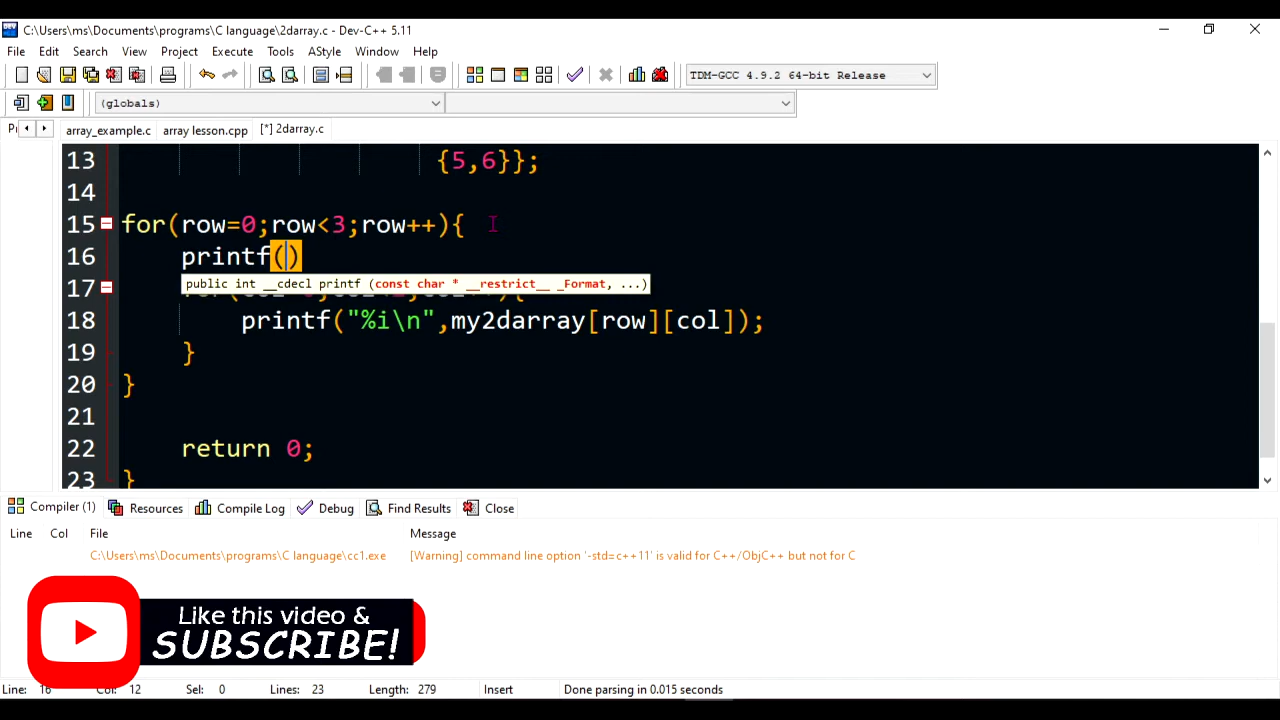 C:\Users\ms\Documents\programs\C language\2darray.c - Dev-C++ 5.11
File Edit Search View Project Execute Tools AStyle Window Help
TDM-GCC 4.9.2 64-bit Release
(globals)
array_example.c array lesson.cpp [*] 2darray.c
13 {5,6}};
14
15 for(row=0;row<3;row++){
16 printf()
public int __cdecl printf (const char * __restrict__ _Format, ...)
17
18 printf("%i\n",my2darray[row][col]);
19 }
20 }
21
22 return 0;
23 }
Compiler (1) Resources Compile Log Debug Find Results Close
Line Col File Message
C:\Users\ms\Documents\programs\C language\cc1.exe [Warning] command line option '-std=c++11' is valid for C++/ObjC++ but not for C
Like this video &
SUBSCRIBE!
Line: 16 Col: 12 Sel: 0 Lines: 23 Length: 279 Insert Done parsing in 0.015 seconds